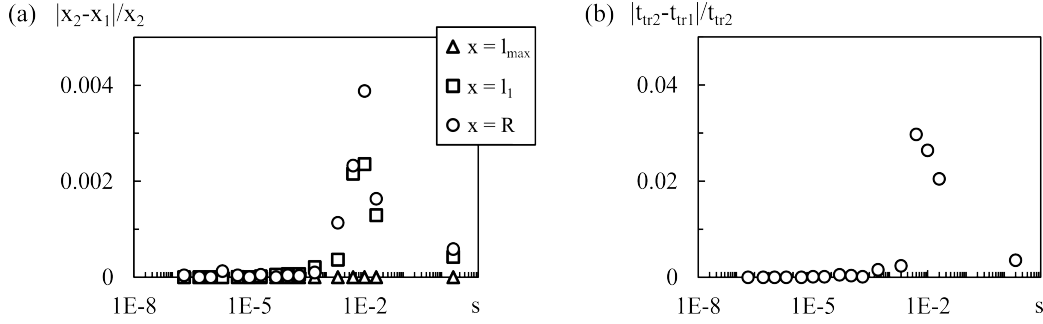 (a) |x₂-x₁|/x₂
0.004
0.002
0
1E-8 1E-5 1E-2 s
x = lₘₐₓ
x = l₁
x = R
(b) |tₜᵣ₂-tₜᵣ₁|/tₜᵣ₂
0.04
0.02
0
1E-8 1E-5 1E-2 s